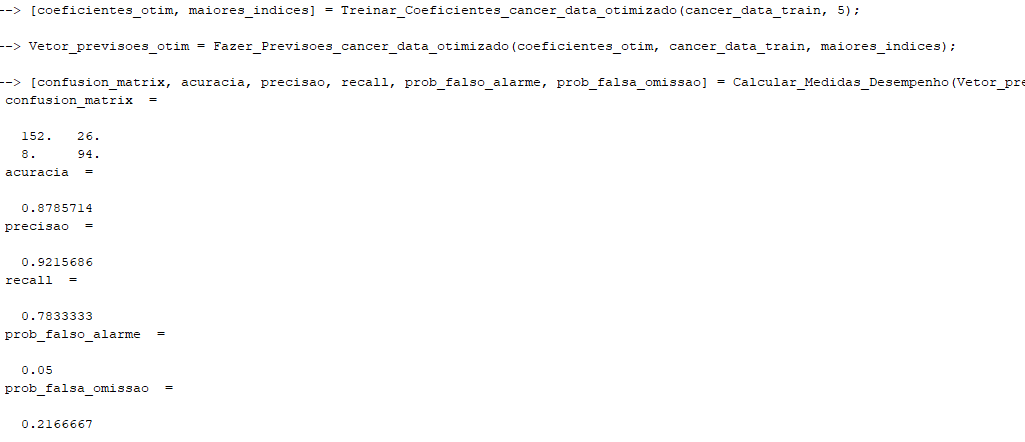 --> [coeficientes_otim, maiores_indices] = Treinar_Coeficientes_cancer_data_otimizado(cancer_data_train, 5);
--> Vetor_previsoes_otim = Fazer_Previsoes_cancer_data_otimizado(coeficientes_otim, cancer_data_train, maiores_indices);
--> [confusion_matrix, acuracia, precisao, recall, prob_falso_alarme, prob_falsa_omissao] = Calcular_Medidas_Desempenho(Vetor_pre
confusion_matrix =
152. 26.
8. 94.
acuracia =
0.8785714
precisao =
0.9215686
recall =
0.7833333
prob_falso_alarme =
0.05
prob_falsa_omissao =
0.2166667